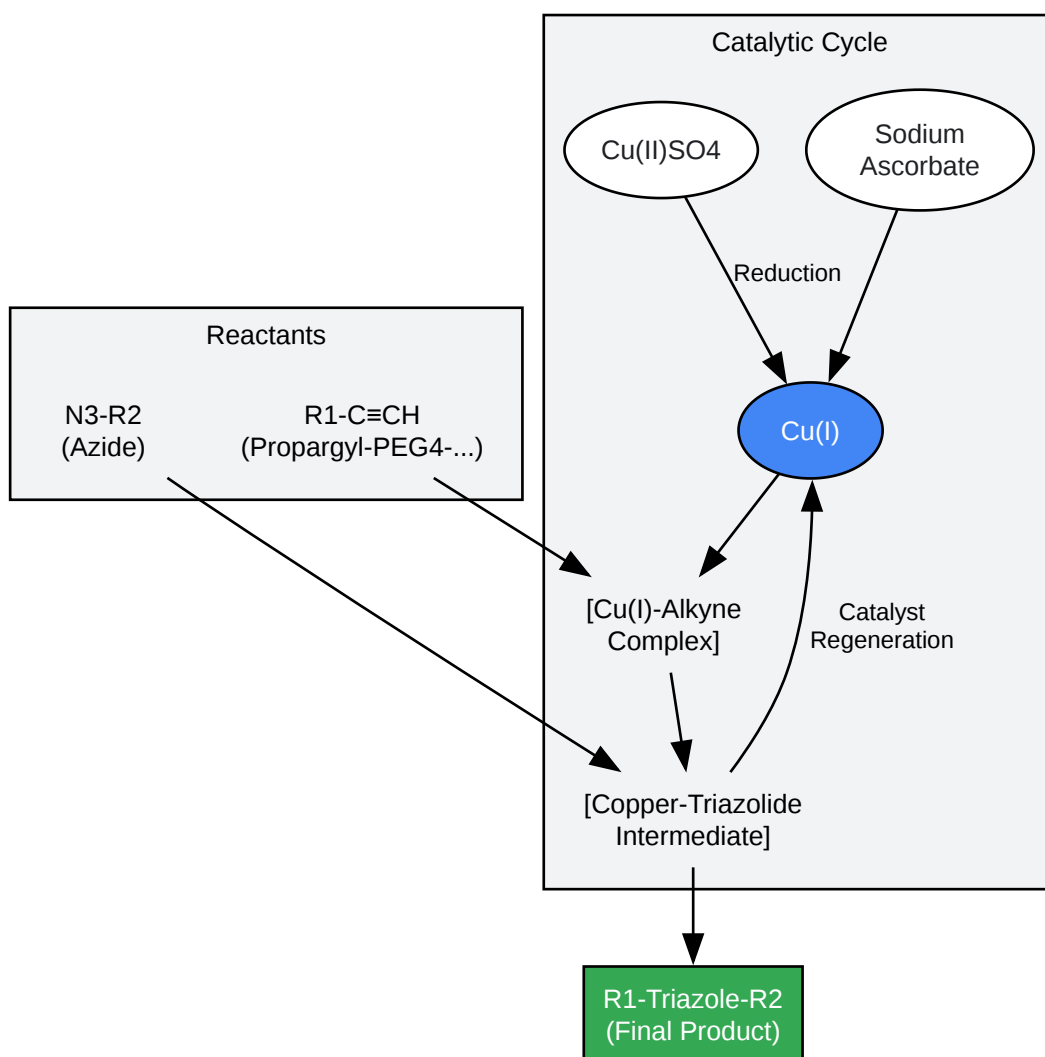 Catalytic Cycle
Cu(II)SO4
Sodium
Ascorbate
Reduction
Reactants
N3-R2
(Azide)
R1-C≡CH
(Propargyl-PEG4-...)
Cu(I)
[Cu(I)-Alkyne
Complex]
Catalyst
Regeneration
[Copper-Triazolide
Intermediate]
R1-Triazole-R2
(Final Product)